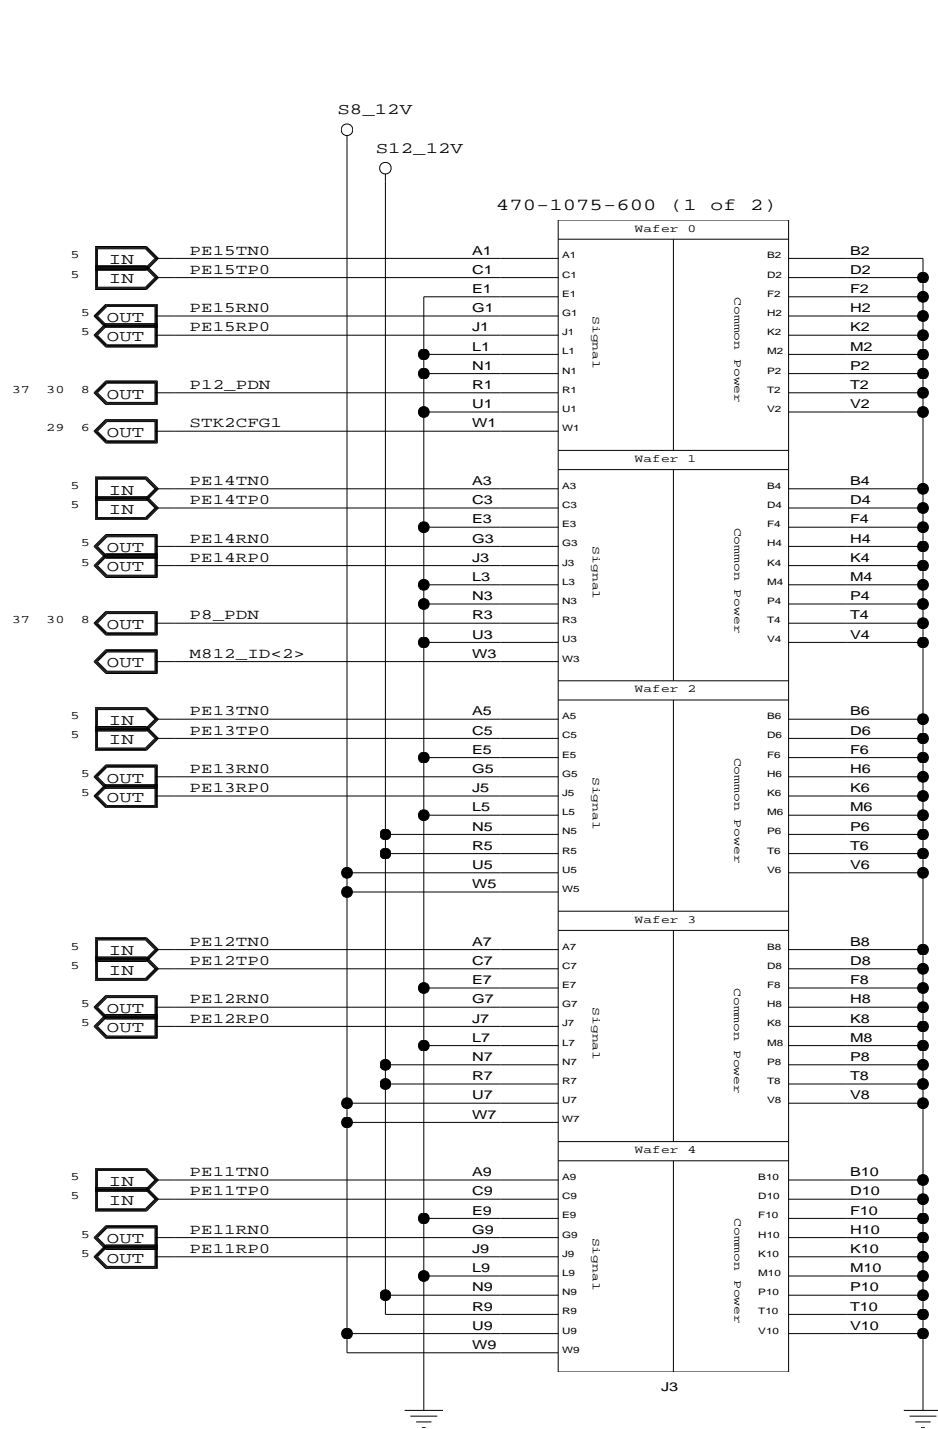 S8_12V
S12_12V
470-1075-600 (1 of 2)
Wafer 0
5 IN PE15TN0 A1 A1 B2 B2
5 IN PE15TP0 C1 C1 D2 D2
E1 E1 F2 F2
5 OUT PE15RN0 G1 G1 H2 H2
5 OUT PE15RP0 J1 J1 K2 K2
L1 L1 M2 M2
N1 N1 P2 P2
37 30 8 OUT P12_PDN R1 R1 T2 T2
U1 U1 V2 V2
29 6 OUT STK2CFG1 W1 W1
Signal
Common Power
Wafer 1
5 IN PE14TN0 A3 A3 B4 B4
5 IN PE14TP0 C3 C3 D4 D4
E3 E3 F4 F4
5 OUT PE14RN0 G3 G3 H4 H4
5 OUT PE14RP0 J3 J3 K4 K4
L3 L3 M4 M4
N3 N3 P4 P4
37 30 8 OUT P8_PDN R3 R3 T4 T4
U3 U3 V4 V4
OUT M812_ID<2> W3 W3
Signal
Common Power
Wafer 2
5 IN PE13TN0 A5 A5 B6 B6
5 IN PE13TP0 C5 C5 D6 D6
E5 E5 F6 F6
5 OUT PE13RN0 G5 G5 H6 H6
5 OUT PE13RP0 J5 J5 K6 K6
L5 L5 M6 M6
N5 N5 P6 P6
R5 R5 T6 T6
U5 U5 V6 V6
W5 W5
Signal
Common Power
Wafer 3
5 IN PE12TN0 A7 A7 B8 B8
5 IN PE12TP0 C7 C7 D8 D8
E7 E7 F8 F8
5 OUT PE12RN0 G7 G7 H8 H8
5 OUT PE12RP0 J7 J7 K8 K8
L7 L7 M8 M8
N7 N7 P8 P8
R7 R7 T8 T8
U7 U7 V8 V8
W7 W7
Signal
Common Power
Wafer 4
5 IN PE11TN0 A9 A9 B10 B10
5 IN PE11TP0 C9 C9 D10 D10
E9 E9 F10 F10
5 OUT PE11RN0 G9 G9 H10 H10
5 OUT PE11RP0 J9 J9 K10 K10
L9 L9 M10 M10
N9 N9 P10 P10
R9 R9 T10 T10
U9 U9 V10 V10
W9 W9
Signal
Common Power
J3